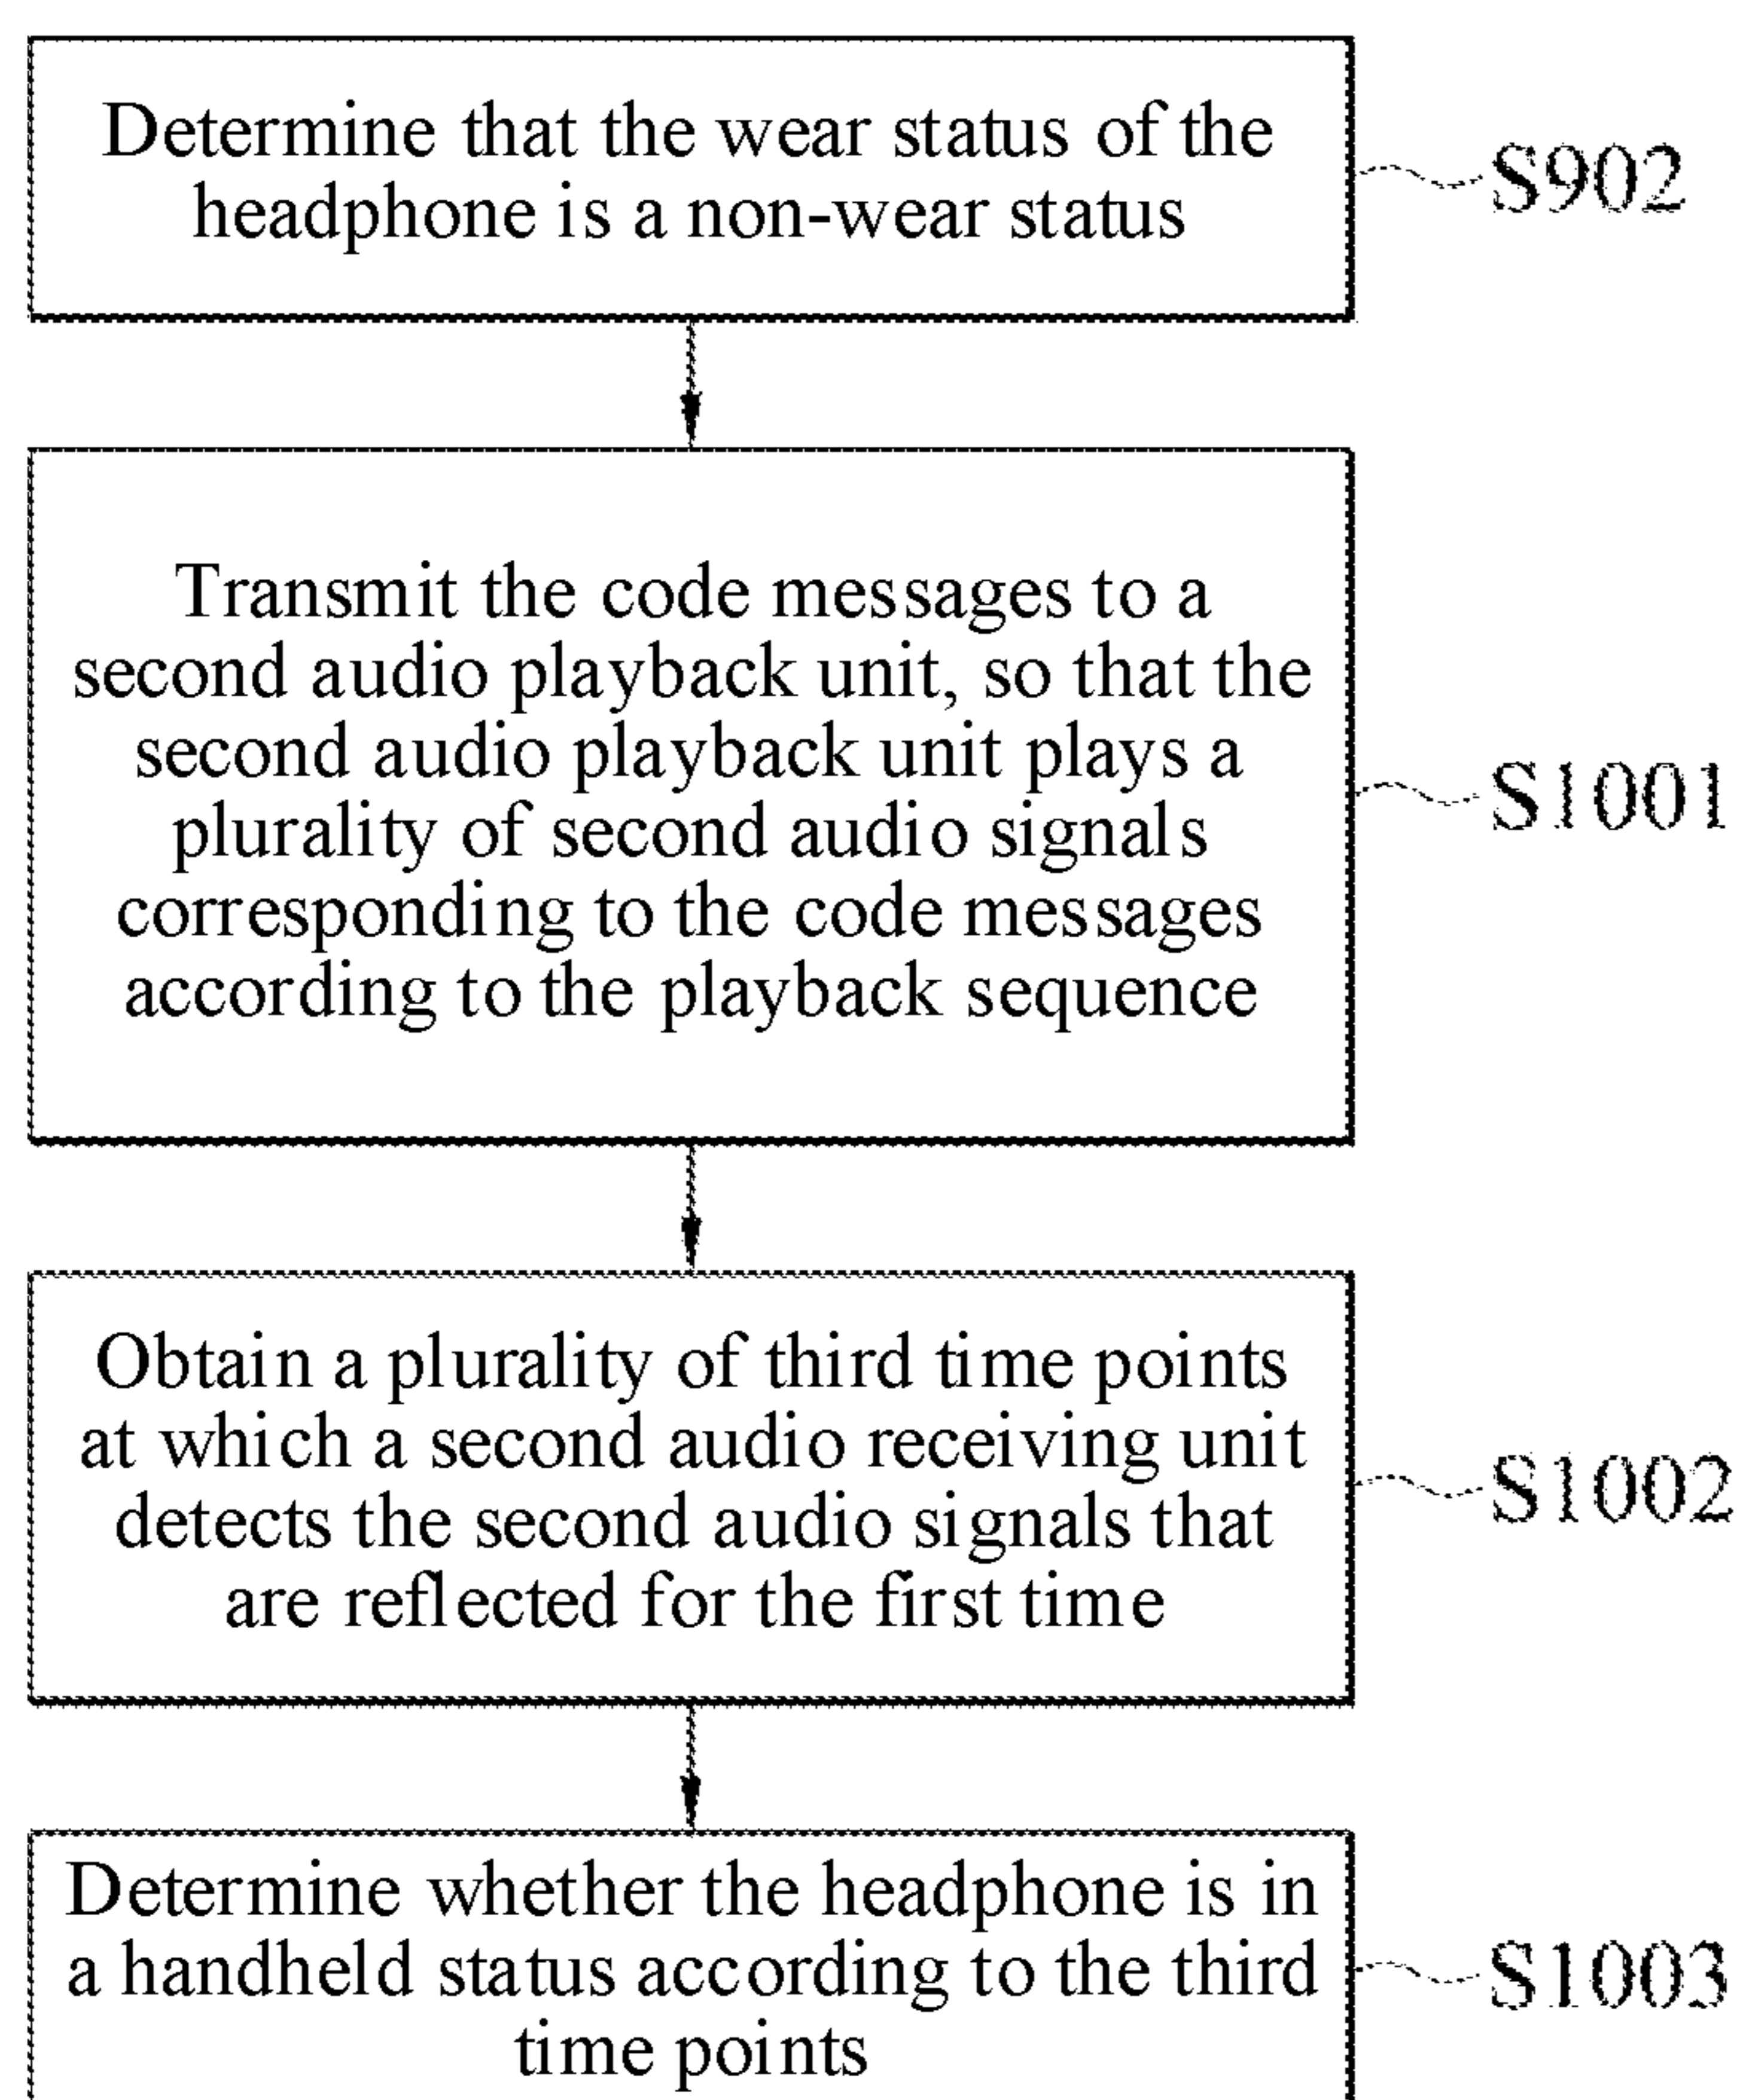 Determine that the wear status of the
headphone is a non-wear status
S902
Transmit the code messages to a
second audio playback unit, so that the
second audio playback unit plays a
plurality of second audio signals
corresponding to the code messages
according to the playback sequence
S1001
Obtain a plurality of third time points
at which a second audio receiving unit
detects the second audio signals that
are reflected for the first time
S1002
Determine whether the headphone is in
a handheld status according to the third
time points
S1003